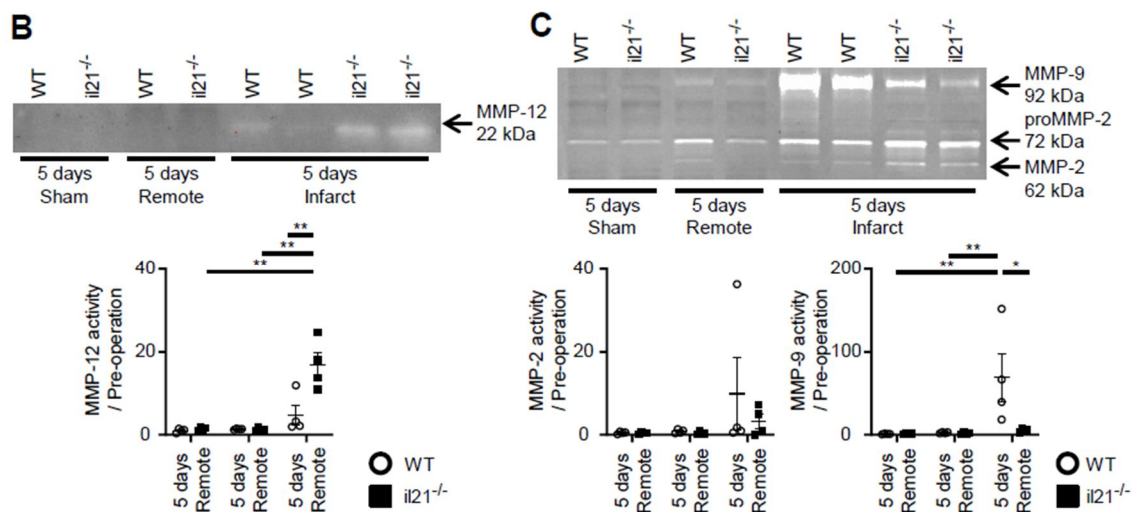 B
WT
il21-/-
WT
il21-/-
WT
WT
il21-/-
il21-/-
MMP-12
22 kDa
5 days
Sham
5 days
Remote
5 days
Infarct
**
**
**
40
20
0
MMP-12 activity
/ Pre-operation
5 days
Remote
5 days
Remote
5 days
Remote
WT
il21-/-
C
WT
il21-/-
WT
il21-/-
WT
WT
il21-/-
il21-/-
MMP-9
92 kDa
proMMP-2
72 kDa
MMP-2
62 kDa
5 days
Sham
5 days
Remote
5 days
Infarct
40
20
0
MMP-2 activity
/ Pre-operation
5 days
Remote
5 days
Remote
5 days
Remote
**
**
*
200
100
0
MMP-9 activity
/ Pre-operation
5 days
Remote
5 days
Remote
5 days
Remote
WT
il21-/-